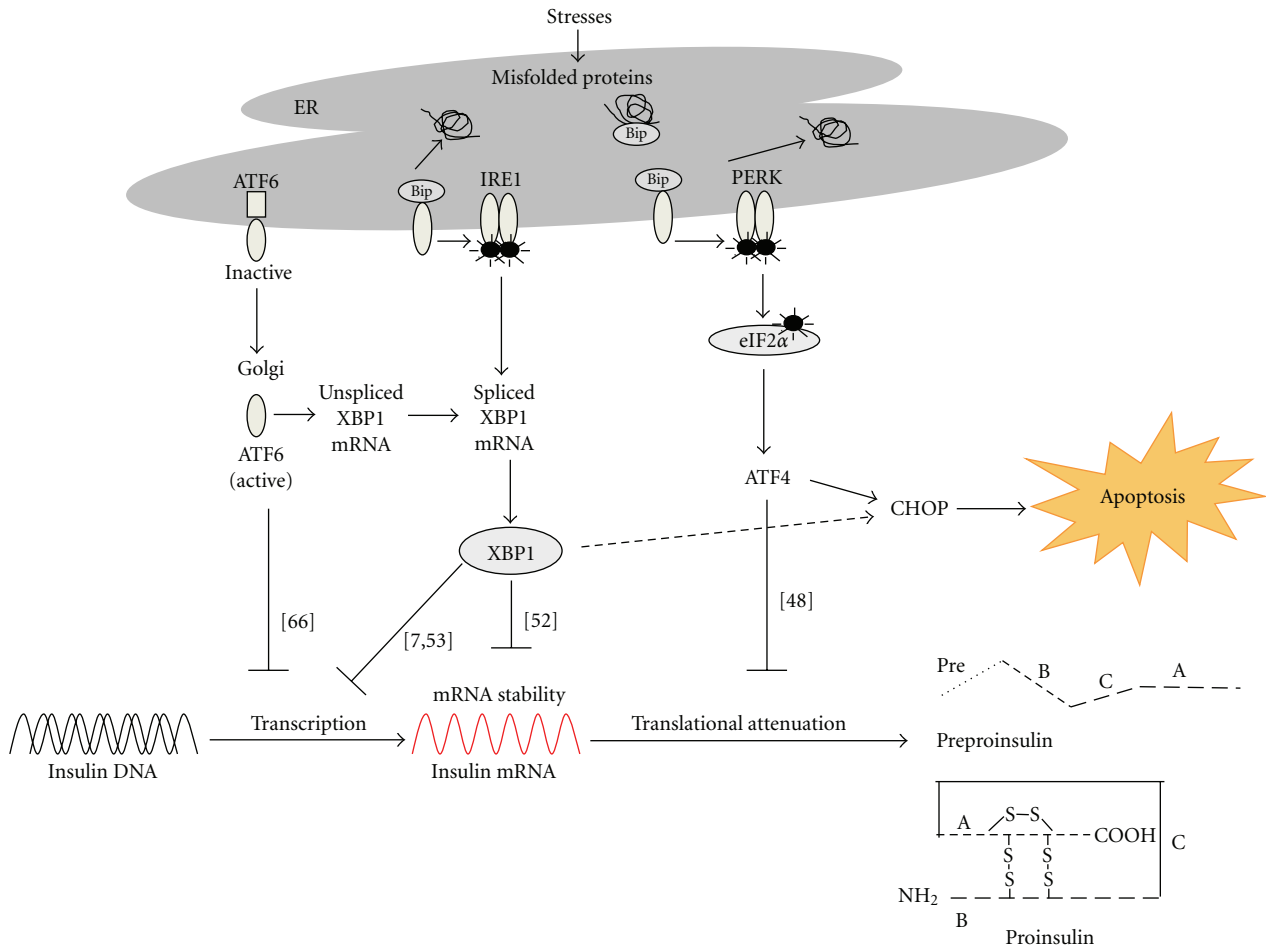 Stresses
Misfolded proteins
ER
Bip
ATF6
Bip
IRE1
Bip
PERK
Inactive
eIF2α
Golgi
Unspliced
XBP1
mRNA
Spliced
XBP1
mRNA
ATF6
(active)
ATF4
CHOP
Apoptosis
XBP1
[66]
[7,53]
[52]
[48]
Pre
B
C
A
mRNA stability
Transcription
Translational attenuation
Preproinsulin
Insulin DNA
Insulin mRNA
A
S–S
COOH
C
S
S
S
S
NH2
B
Proinsulin